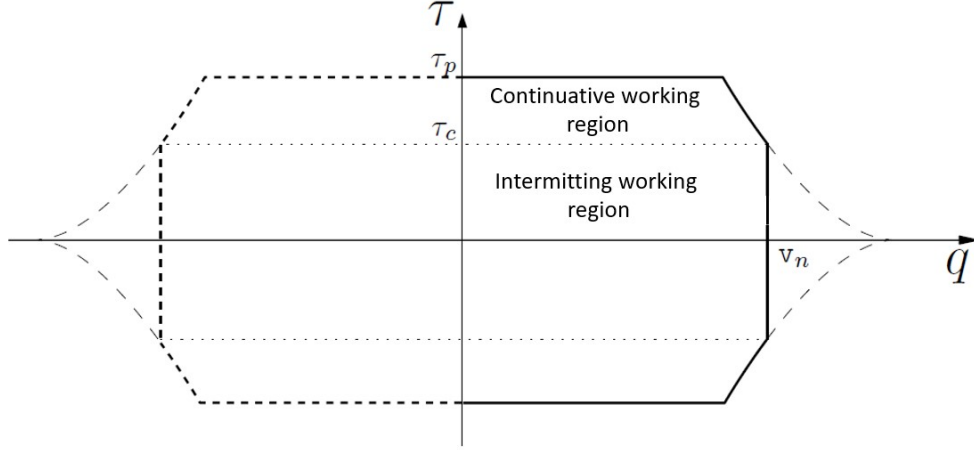 τ
τp
Continuative working
region
τc
Intermitting working
region
vn
q